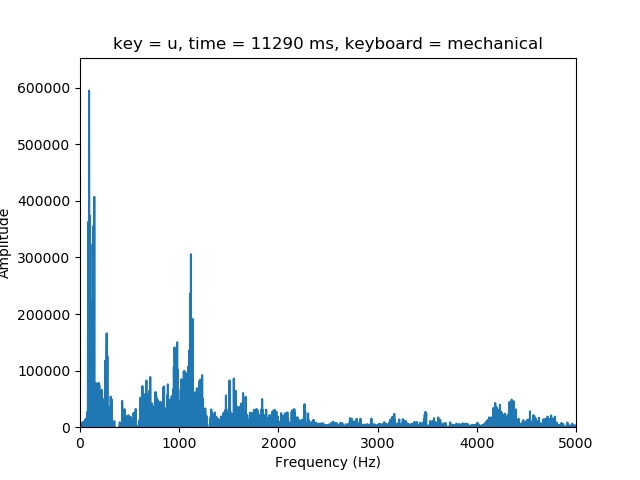 key = u, time = 11290 ms, keyboard = mechanical
600000
500000
400000
300000
200000
100000
0
Amplitude
0 1000 2000 3000 4000 5000
Frequency (Hz)